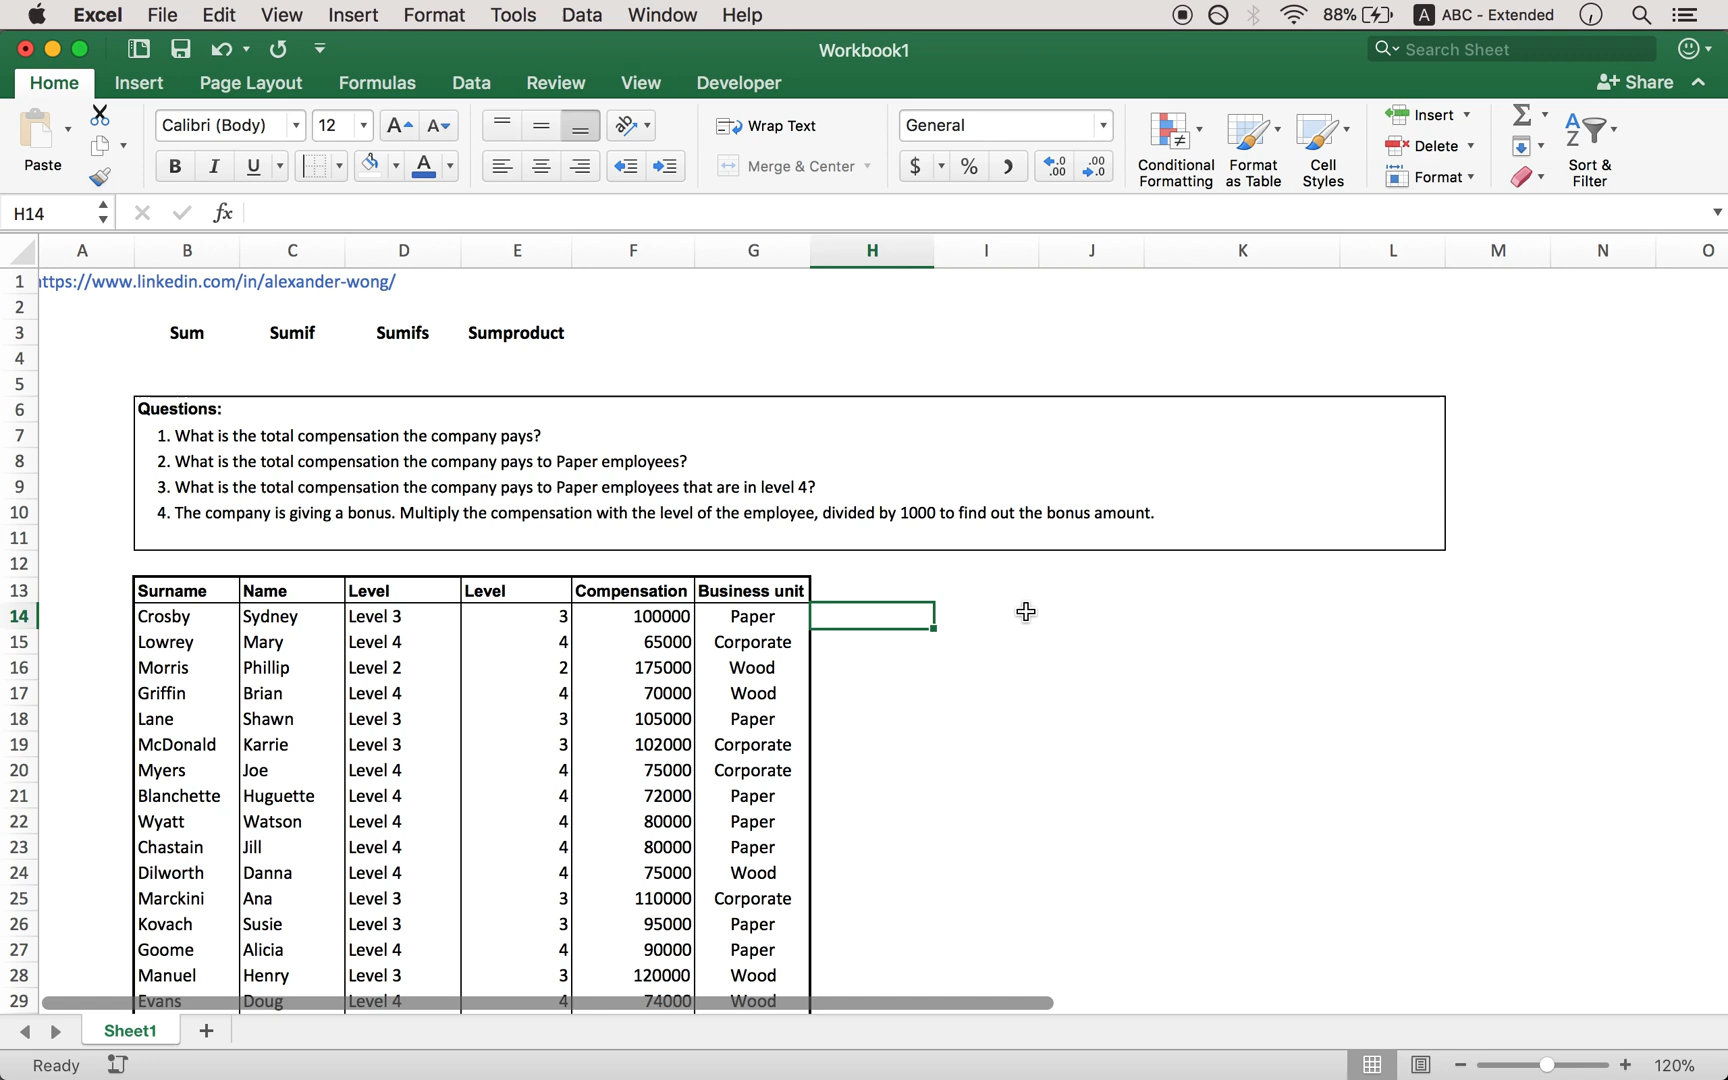 Excel File Edit View Insert Format Tools Data Window Help 88% A ABC - Extended
Workbook1
Search Sheet
Home Insert Page Layout Formulas Data Review View Developer Share
Paste
Calibri (Body) 12 A A
B I U A
ab
Wrap Text
Merge & Center
General
$ % .0 .00 .00 .0
Conditional Formatting
Format as Table
Cell Styles
Insert
Delete
Format
Σ
A Z
Sort & Filter
H14 fx
A B C D E F G H I J K L M N O
1 ttps://www.linkedin.com/in/alexander-wong/
2
3 Sum Sumif Sumifs Sumproduct
4
5
6 Questions:
7 1. What is the total compensation the company pays?
8 2. What is the total compensation the company pays to Paper employees?
9 3. What is the total compensation the company pays to Paper employees that are in level 4?
10 4. The company is giving a bonus. Multiply the compensation with the level of the employee, divided by 1000 to find out the bonus amount.
11
12
13 Surname Name Level Level Compensation Business unit
14 Crosby Sydney Level 3 3 100000 Paper
15 Lowrey Mary Level 4 4 65000 Corporate
16 Morris Phillip Level 2 2 175000 Wood
17 Griffin Brian Level 4 4 70000 Wood
18 Lane Shawn Level 3 3 105000 Paper
19 McDonald Karrie Level 3 3 102000 Corporate
20 Myers Joe Level 4 4 75000 Corporate
21 Blanchette Huguette Level 4 4 72000 Paper
22 Wyatt Watson Level 4 4 80000 Paper
23 Chastain Jill Level 4 4 80000 Paper
24 Dilworth Danna Level 4 4 75000 Wood
25 Marckini Ana Level 3 3 110000 Corporate
26 Kovach Susie Level 3 3 95000 Paper
27 Goome Alicia Level 4 4 90000 Paper
28 Manuel Henry Level 3 3 120000 Wood
29 Evans Doug Level 4 4 74000 Wood
Sheet1 +
Ready 120%